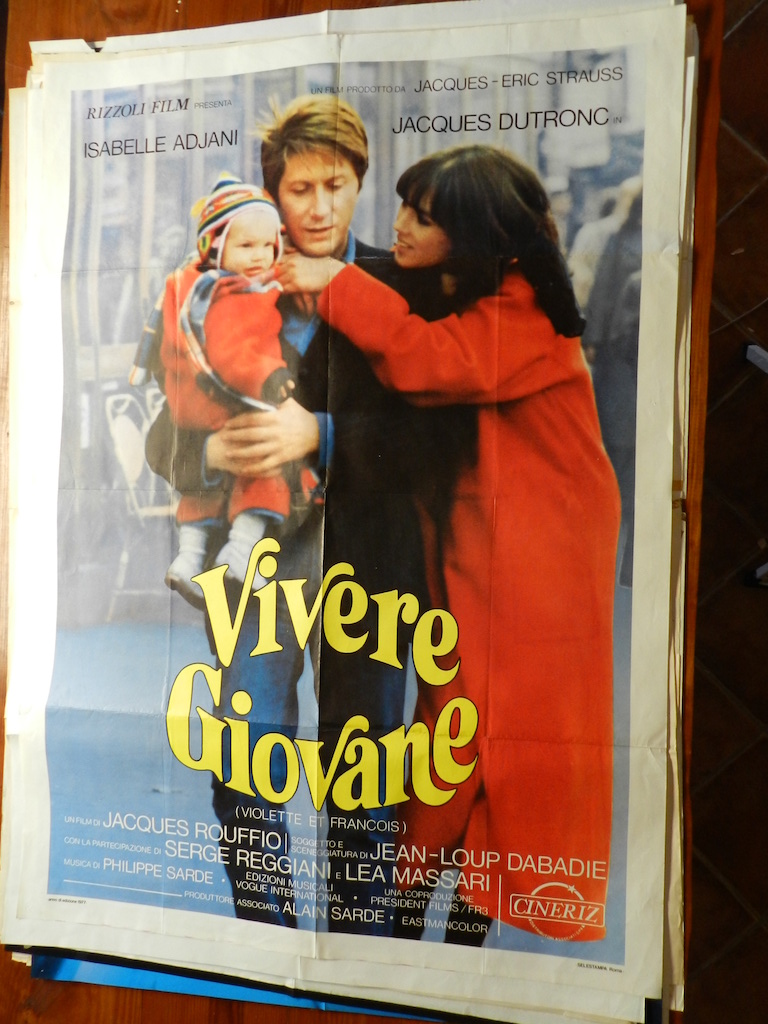 RIZZOLI FILM PRESENTA
UN FILM PRODOTTO DA JACQUES-ERIC STRAUSS
ISABELLE ADJANI
JACQUES DUTRONC IN
Vivere
Giovane
(VIOLETTE ET FRANCOIS)
UN FILM DI JACQUES ROUFFIO
SOGGETTO E
SCENEGGIATURA DI JEAN-LOUP DABADIE
CON LA PARTECIPAZIONE DI SERGE REGGIANI E LEA MASSARI
MUSICA DI PHILIPPE SARDE ·
EDIZIONI MUSICALI
VOGUE INTERNATIONAL ·
UNA COPRODUZIONE
PRESIDENT FILMS/FR3
PRODUTTORE ASSOCIATO ALAIN SARDE · EASTMANCOLOR
CINERIZ